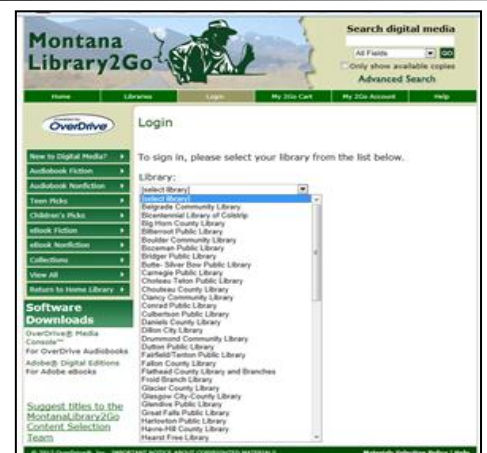 Montana
Library2Go
Search digital media
All Fields
GO
Only show available copies
Advanced Search
Home
Libraries
Login
My 2Go Cart
My 2Go Account
Help
OverDrive
Login
New to Digital Media?
Audiobook Fiction
Audiobook Nonfiction
Teen Picks
Children's Picks
eBook Fiction
eBook Nonfiction
Collections
View All
Return to Home Library
To sign in, please select your library from the list below.
Library:
[select library]
[select library]
Belgrade Community Library
Bicentennial Library of Colstrip
Big Horn County Library
Bitterroot Public Library
Boulder Community Library
Bozeman Public Library
Bridger Public Library
Butte- Silver Bow Public Library
Carnegie Public Library
Choteau Teton Public Library
Chouteau County Library
Clancy Community Library
Conrad Public Library
Culbertson Public Library
Daniels County Library
Dillon City Library
Drummond Community Library
Dutton Public Library
Fairfield/Tenton Public Library
Fallon County Library
Flathead County Library and Branches
Froid Branch Library
Glacier County Library
Glasgow City-County Library
Glendive Public Library
Great Falls Public Library
Harlowton Public Library
Havre-Hill County Library
Hearst Free Library
Software
Downloads
OverDrive® Media
Console™
For OverDrive Audiobooks
Adobe® Digital Editions
For Adobe eBooks
Suggest titles to the
MontanaLibrary2Go
Content Selection
Team